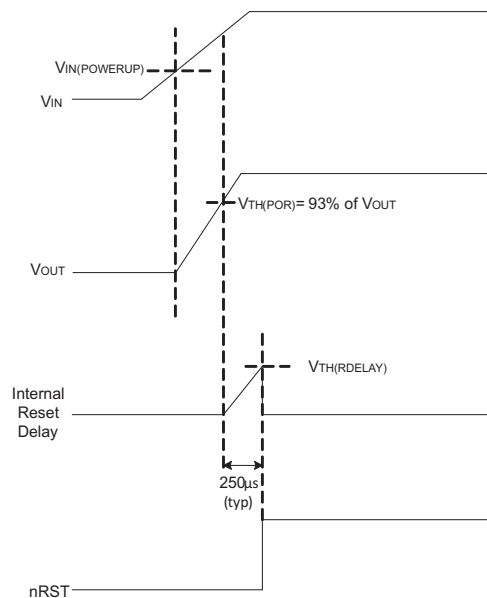 VIN(POWERUP)
VIN
VTH(POR)= 93% of VOUT
VOUT
VTH(RDELAY)
Internal
Reset
Delay
250µs
(typ)
nRST